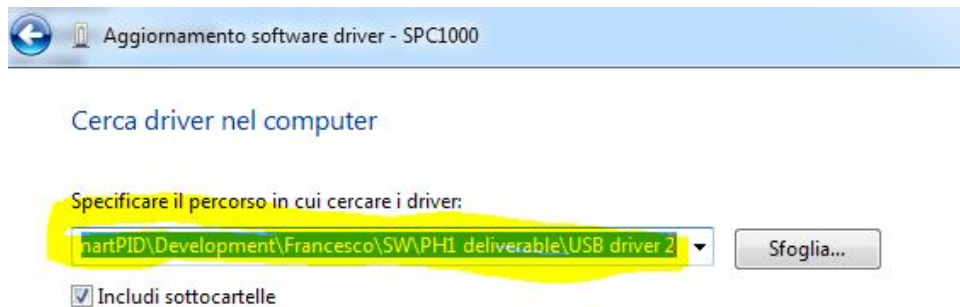 Aggiornamento software driver - SPC1000
Cerca driver nel computer
Specificare il percorso in cui cercare i driver:
\Development\Francesco\SW\PH1 deliverable\USB driver 2
Sfoglia...
Includi sottocartelle